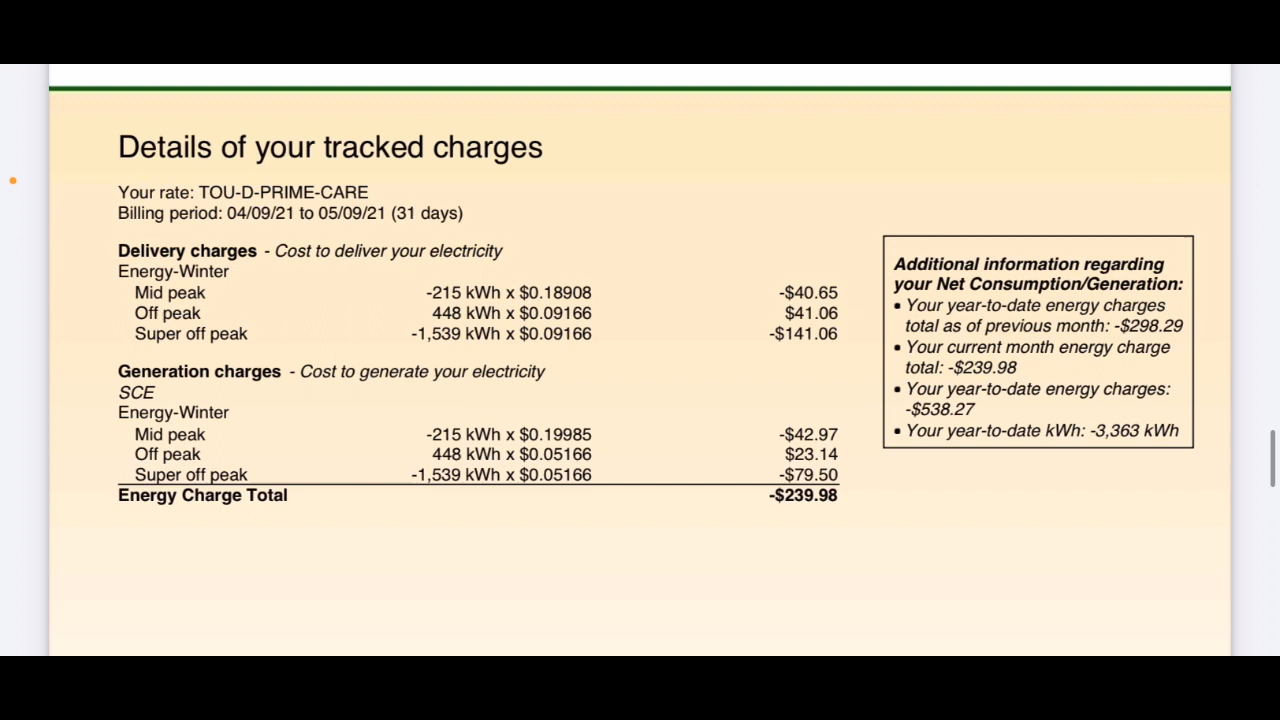 Details of your tracked charges
Your rate: TOU-D-PRIME-CARE
Billing period: 04/09/21 to 05/09/21 (31 days)
Delivery charges - Cost to deliver your electricity
Energy-Winter
Mid peak -215 kWh x $0.18908 -$40.65
Off peak 448 kWh x $0.09166 $41.06
Super off peak -1,539 kWh x $0.09166 -$141.06
Generation charges - Cost to generate your electricity
SCE
Energy-Winter
Mid peak -215 kWh x $0.19985 -$42.97
Off peak 448 kWh x $0.05166 $23.14
Super off peak -1,539 kWh x $0.05166 -$79.50
Energy Charge Total -$239.98
Additional information regarding
your Net Consumption/Generation:
▪ Your year-to-date energy charges
total as of previous month: -$298.29
▪ Your current month energy charge
total: -$239.98
▪ Your year-to-date energy charges:
-$538.27
▪ Your year-to-date kWh: -3,363 kWh